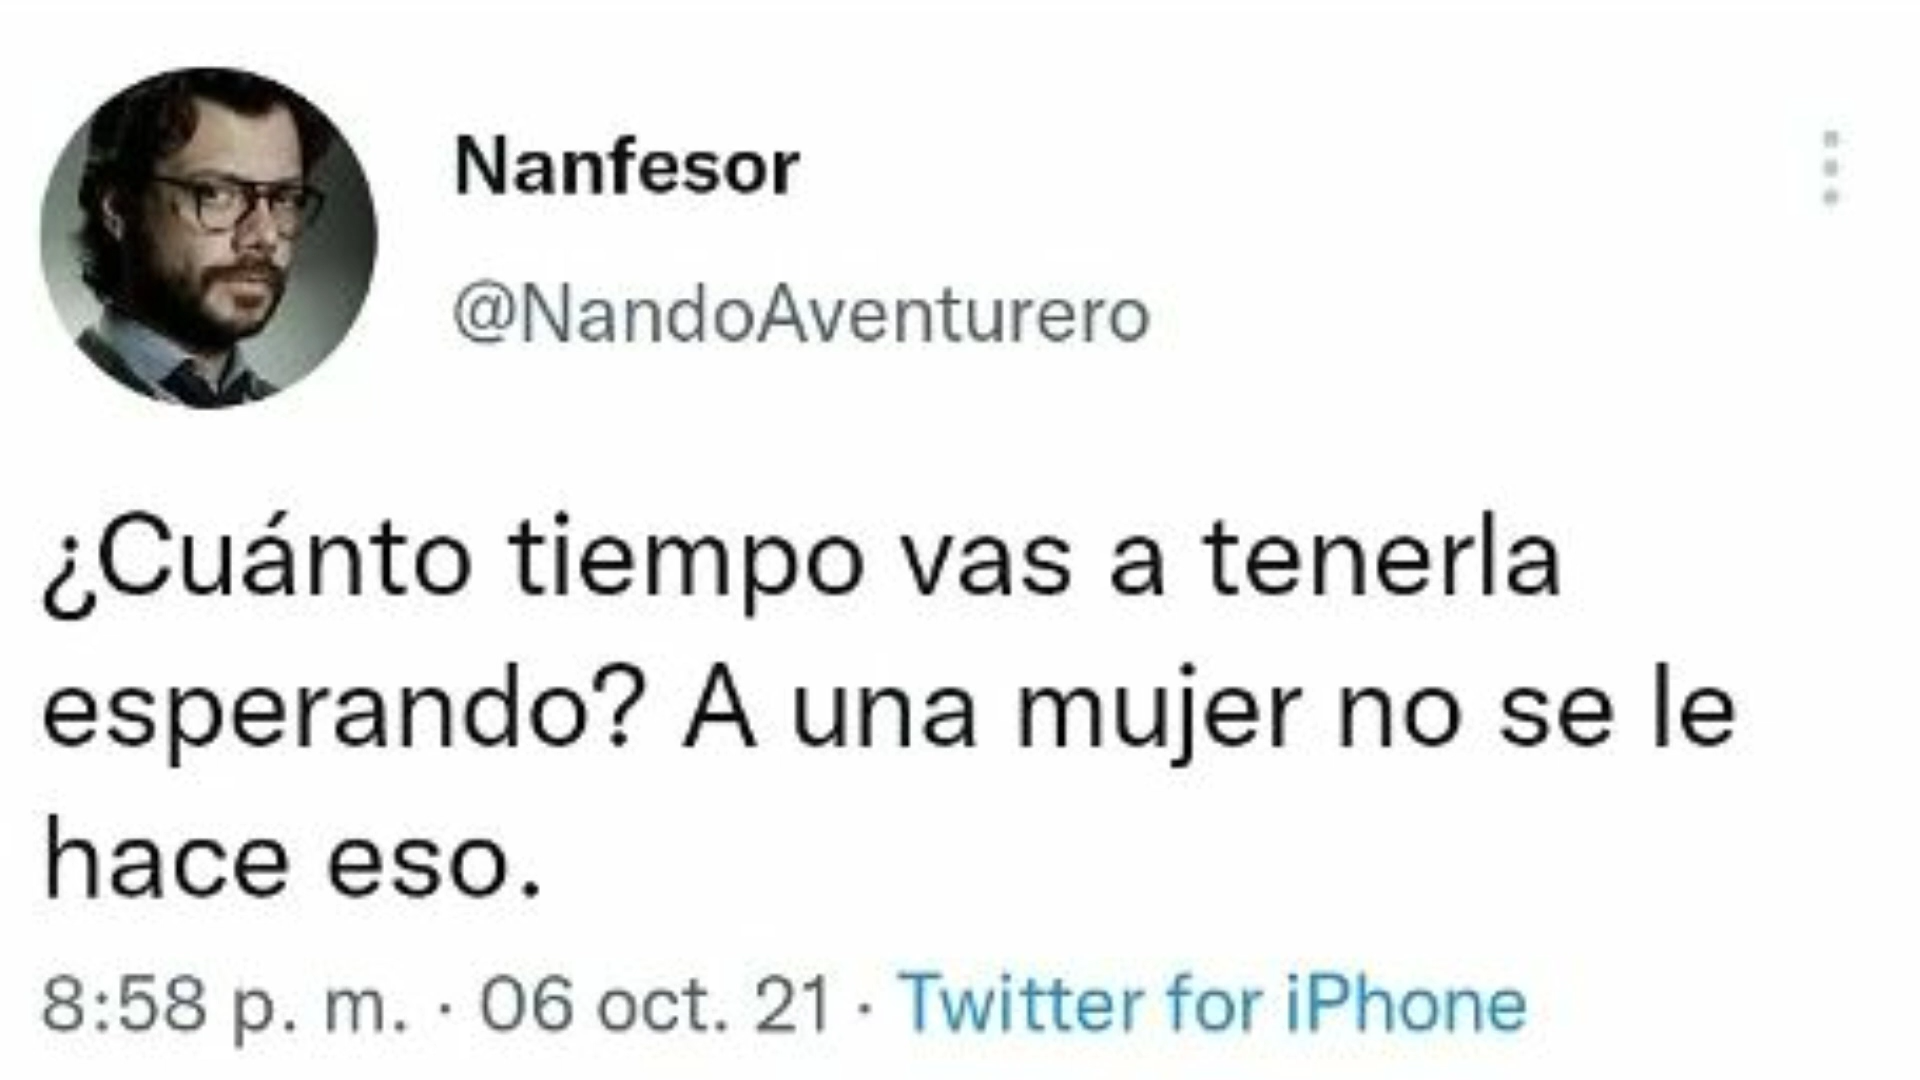 Nanfesor
@NandoAventurero
¿Cuánto tiempo vas a tenerla
esperando? A una mujer no se le
hace eso.
8:58 p. m. · 06 oct. 21 · Twitter for iPhone